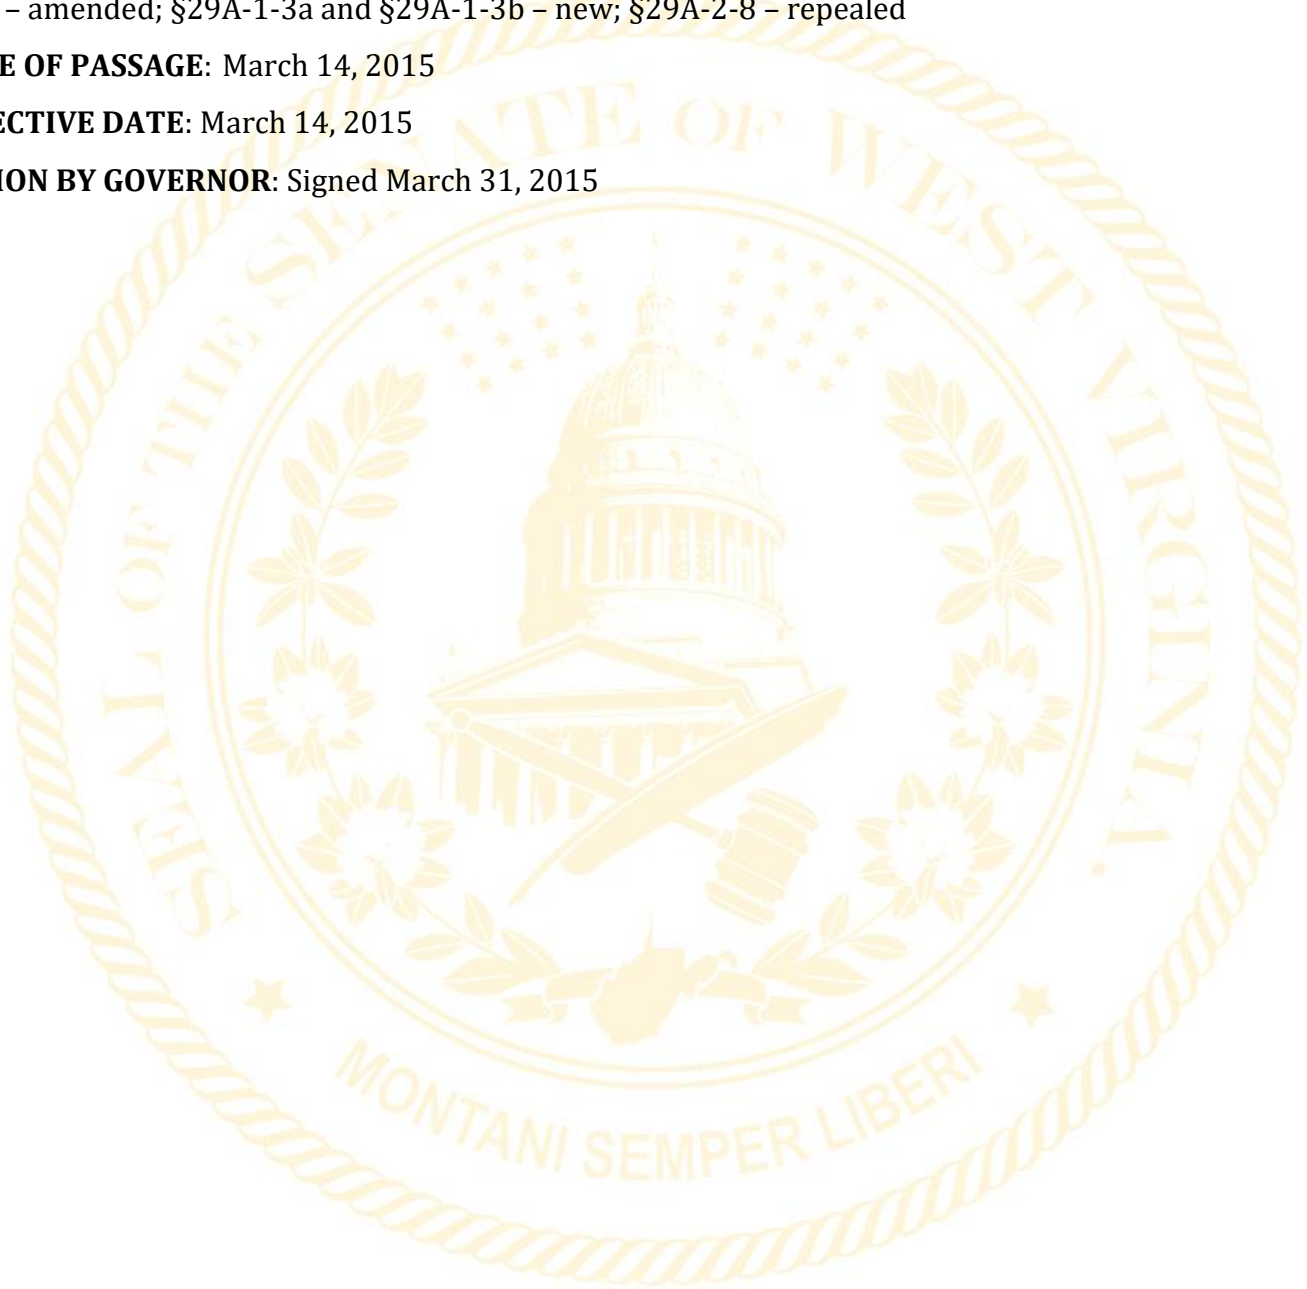 – amended; §29A-1-3a and §29A-1-3b – new; §29A-2-8 – repealed
E OF PASSAGE: March 14, 2015
ECTIVE DATE: March 14, 2015
ION BY GOVERNOR: Signed March 31, 2015
SEAL OF THE SENATE OF WEST VIRGINIA
MONTANI SEMPER LIBERI